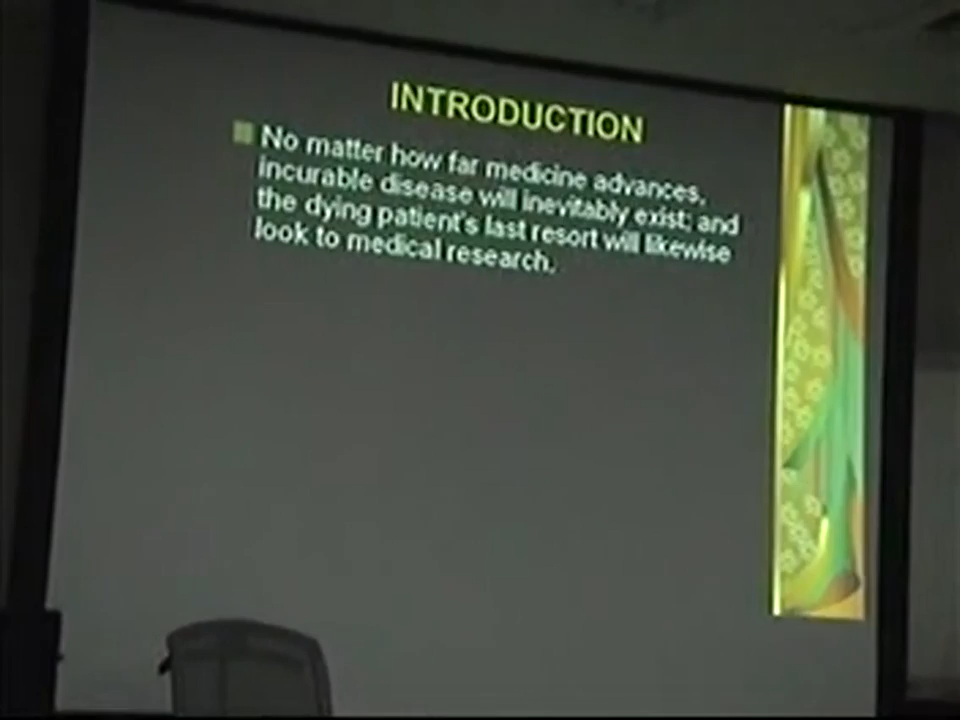 INTRODUCTION
No matter how far medicine advances,
incurable disease will inevitably exist; and
the dying patient's last resort will likewise
look to medical research.